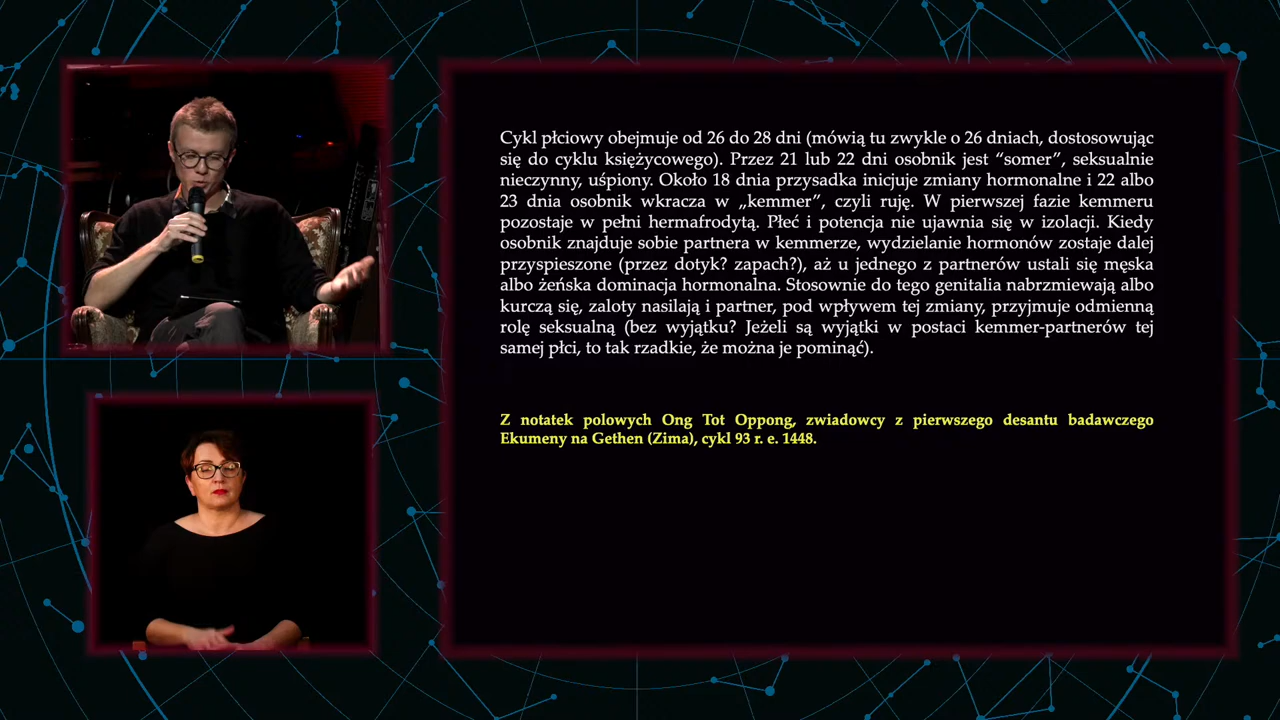 Cykl płciowy obejmuje od 26 do 28 dni (mówią tu zwykle o 26 dniach, dostosowując
się do cyklu księżycowego). Przez 21 lub 22 dni osobnik jest “somer”, seksualnie
nieczynny, uśpiony. Około 18 dnia przysadka inicjuje zmiany hormonalne i 22 albo
23 dnia osobnik wkracza w „kemmer”, czyli ruję. W pierwszej fazie kemmeru
pozostaje w pełni hermafrodytą. Płeć i potencja nie ujawnia się w izolacji. Kiedy
osobnik znajduje sobie partnera w kemmerze, wydzielanie hormonów zostaje dalej
przyspieszone (przez dotyk? zapach?), aż u jednego z partnerów ustali się męska
albo żeńska dominacja hormonalna. Stosownie do tego genitalia nabrzmiewają albo
kurczą się, zaloty nasilają i partner, pod wpływem tej zmiany, przyjmuje odmienną
rolę seksualną (bez wyjątku? Jeżeli są wyjątki w postaci kemmer-partnerów tej
samej płci, to tak rzadkie, że można je pominąć).
Z notatek polowych Ong Tot Oppong, zwiadowcy z pierwszego desantu badawczego
Ekumeny na Gethen (Zima), cykl 93 r. e. 1448.